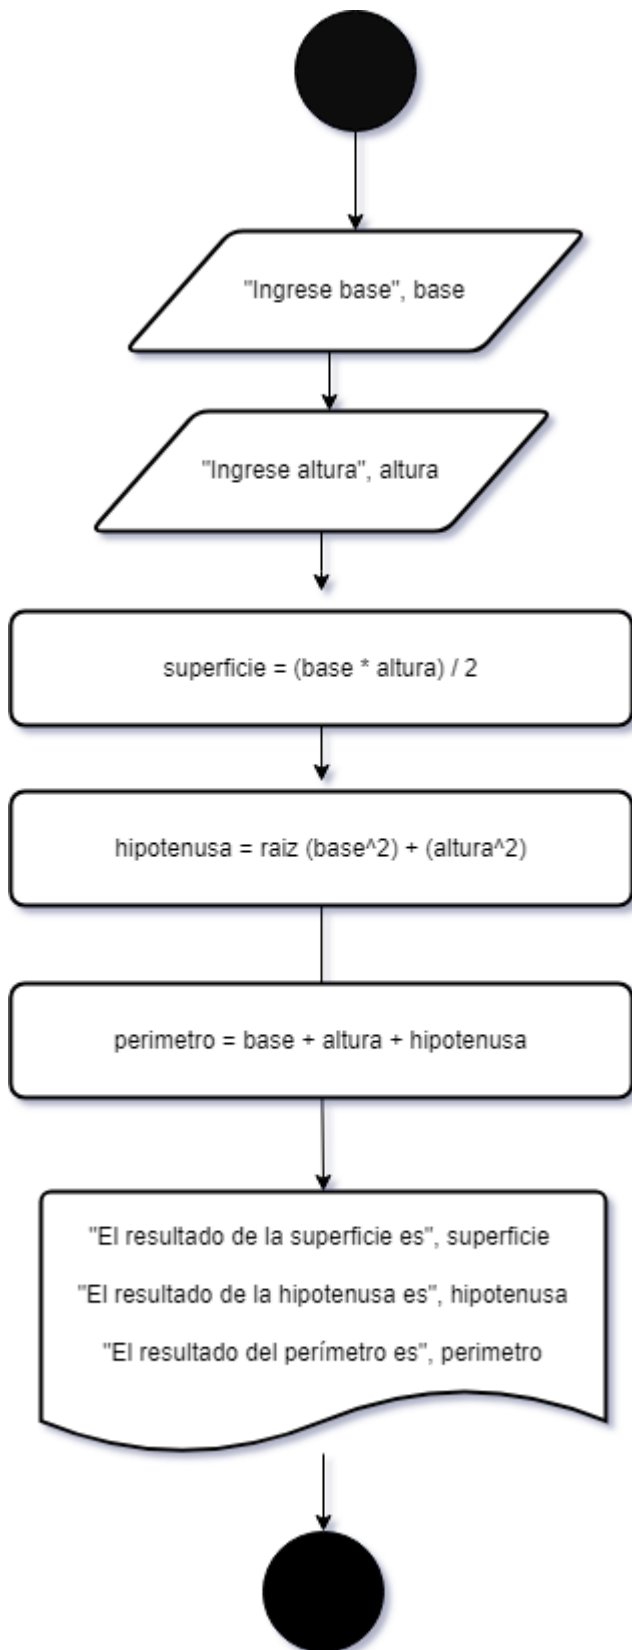 "Ingrese base", base
"Ingrese altura", altura
superficie = (base * altura) / 2
hipotenusa = raiz (base^2) + (altura^2)
perimetro = base + altura + hipotenusa
"El resultado de la superficie es", superficie
"El resultado de la hipotenusa es", hipotenusa
"El resultado del perímetro es", perimetro